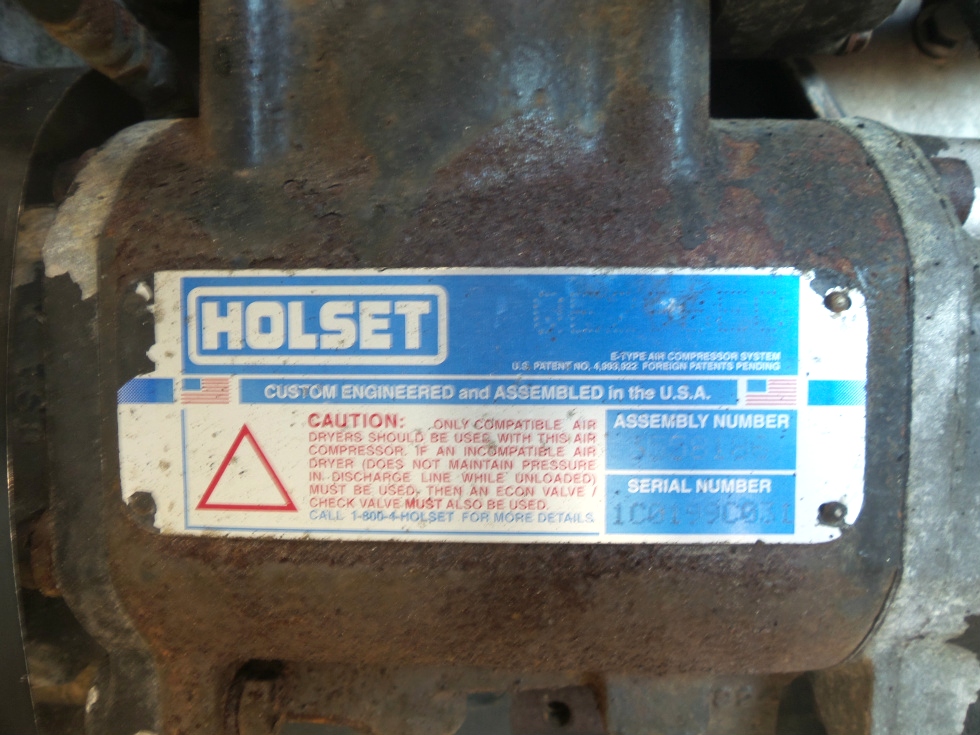 HOLSET
E-TYPE AIR COMPRESSOR SYSTEM
U.S. PATENT NO. 4,993,922 FOREIGN PATENTS PENDING
CUSTOM ENGINEERED and ASSEMBLED in the U.S.A.
CAUTION: ONLY COMPATIBLE AIR
DRYERS SHOULD BE USED WITH THIS AIR
COMPRESSOR. IF AN INCOMPATIBLE AIR
DRYER (DOES NOT MAINTAIN PRESSURE
IN DISCHARGE LINE WHILE UNLOADED)
MUST BE USED, THEN AN ECON VALVE /
CHECK VALVE MUST ALSO BE USED.
CALL 1-800-4-HOLSET FOR MORE DETAILS
ASSEMBLY NUMBER
SERIAL NUMBER